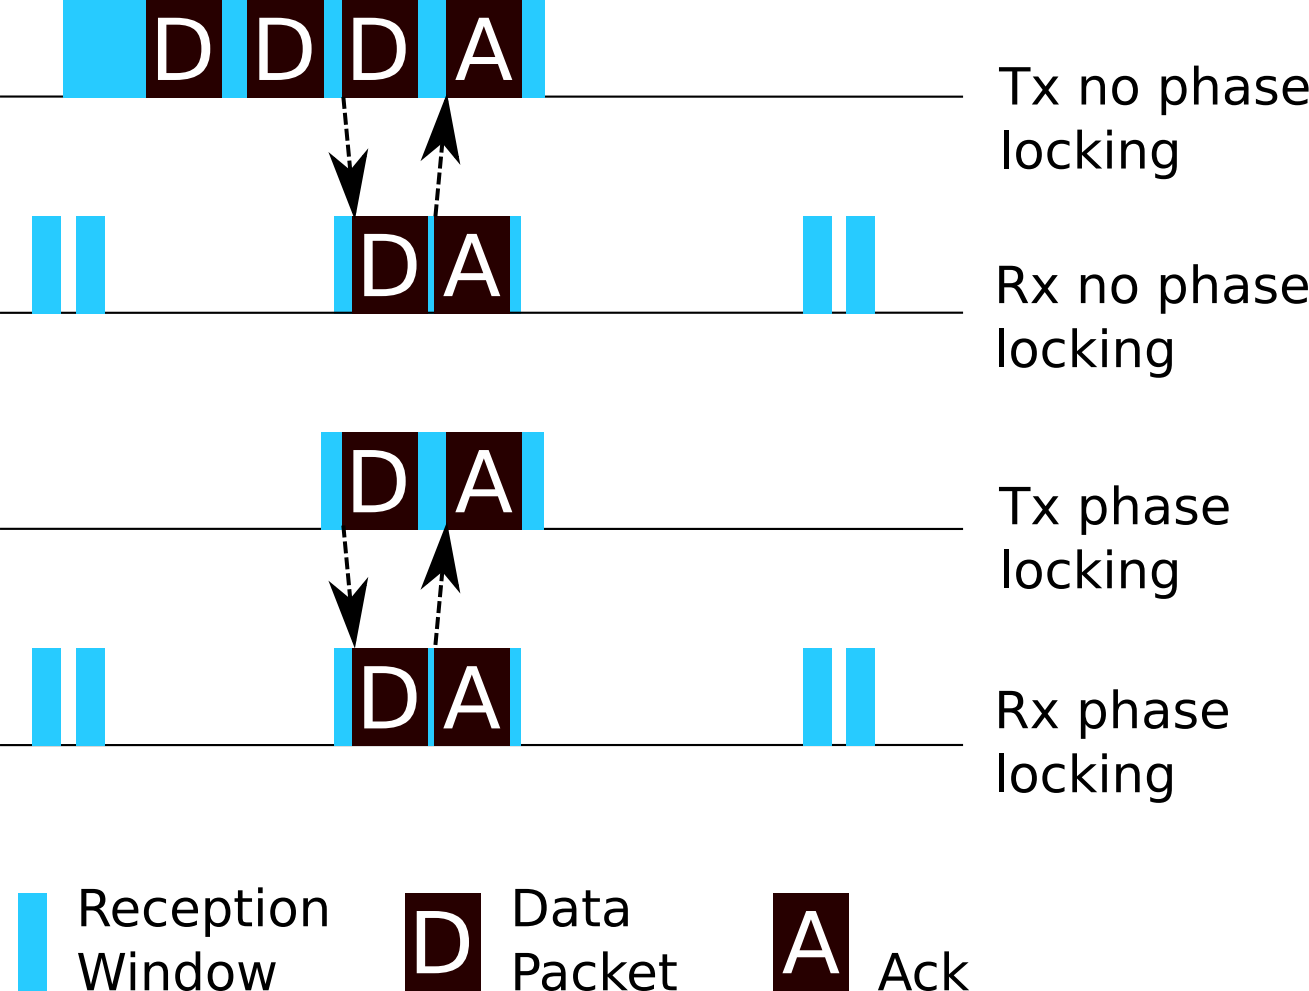 D D D A
Tx no phase
locking
D A
Rx no phase
locking
D A
Tx phase
locking
D A
Rx phase
locking
Reception
Window
D
Data
Packet
A
Ack